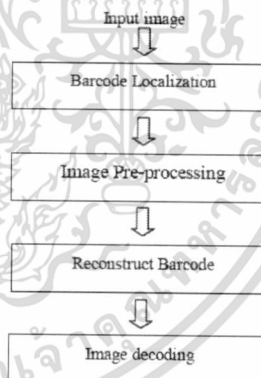 Input image
Barcode Localization
Image Pre-processing
Reconstruct Barcode
Image decoding